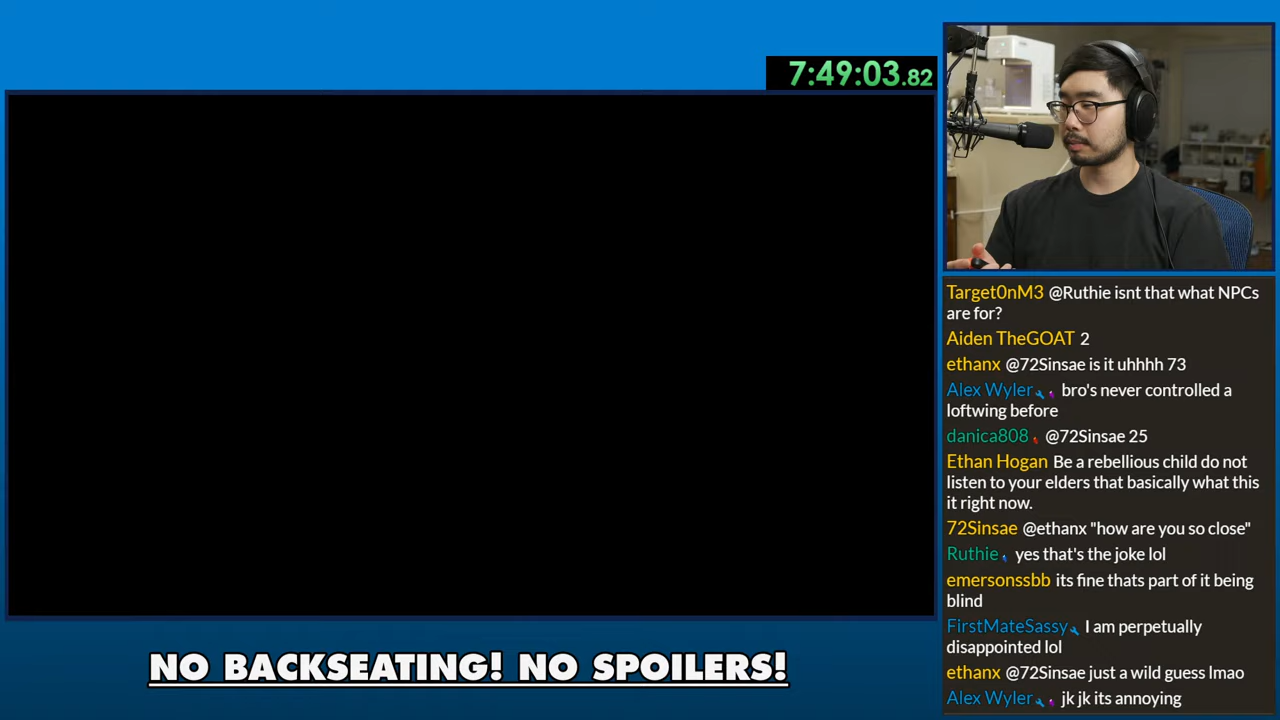 7:49:03.82
Target0nM3 @Ruthie isnt that what NPCs
are for?
Aiden TheGOAT 2
ethanx @72Sinsae is it uhhhh 73
Alex Wyler bro's never controlled a
loftwing before
danica808 @72Sinsae 25
Ethan Hogan Be a rebellious child do not
listen to your elders that basically what this
it right now.
72Sinsae @ethanx "how are you so close"
Ruthie yes that's the joke lol
emersonssbb its fine thats part of it being
blind
FirstMateSassy I am perpetually
disappointed lol
ethanx @72Sinsae just a wild guess lmao
Alex Wyler jk jk its annoying
NO BACKSEATING! NO SPOILERS!